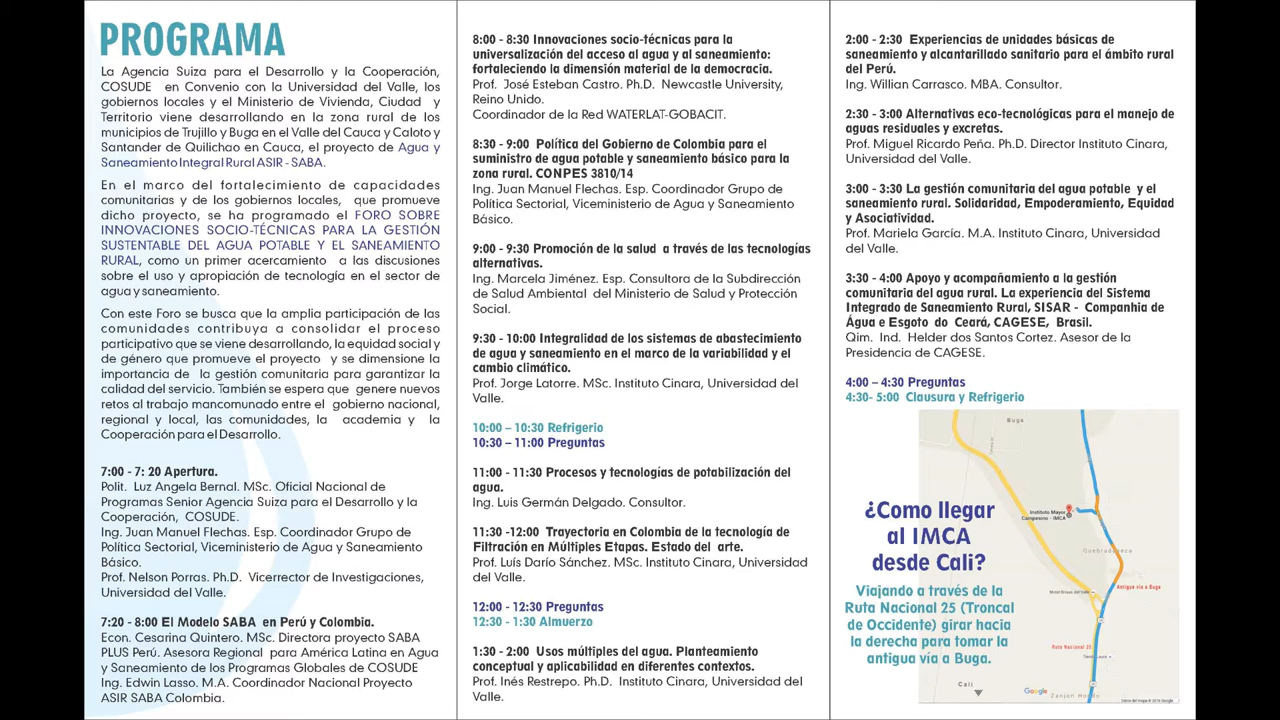 PROGRAMA
La Agencia Suiza para el Desarrollo y la Cooperación,
COSUDE en Convenio con la Universidad del Valle, los
gobiernos locales y el Ministerio de Vivienda, Ciudad y
Territorio viene desarrollando en la zona rural de los
municipios de Trujillo y Buga en el Valle del Cauca y Caloto y
Santander de Quilichao en Cauca, el proyecto de Agua y
Saneamiento Integral Rural ASIR - SABA.
En el marco del fortalecimiento de capacidades
comunitarias y de los gobiernos locales, que promueve
dicho proyecto, se ha programado el FORO SOBRE
INNOVACIONES SOCIO-TÉCNICAS PARA LA GESTIÓN
SUSTENTABLE DEL AGUA POTABLE Y EL SANEAMIENTO
RURAL, como un primer acercamiento a las discusiones
sobre el uso y apropiación de tecnología en el sector de
agua y saneamiento.
Con este Foro se busca que la amplia participación de las
comunidades contribuya a consolidar el proceso
participativo que se viene desarrollando, la equidad social y
de género que promueve el proyecto y se dimensione la
importancia de la gestión comunitaria para garantizar la
calidad del servicio. También se espera que genere nuevos
retos al trabajo mancomunado entre el gobierno nacional,
regional y local, las comunidades, la academia y la
Cooperación para el Desarrollo.
7:00 - 7: 20 Apertura.
Polit. Luz Angela Bernal. MSc. Oficial Nacional de
Programas Senior Agencia Suiza para el Desarrollo y la
Cooperación, COSUDE.
Ing. Juan Manuel Flechas. Esp. Coordinador Grupo de
Política Sectorial, Viceministerio de Agua y Saneamiento
Básico.
Prof. Nelson Porras. Ph.D. Vicerrector de Investigaciones,
Universidad del Valle.
7:20 - 8:00 El Modelo SABA en Perú y Colombia.
Econ. Cesarina Quintero. MSc. Directora proyecto SABA
PLUS Perú. Asesora Regional para América Latina en Agua
y Saneamiento de los Programas Globales de COSUDE
Ing. Edwin Lasso. M.A. Coordinador Nacional Proyecto
ASIR SABA Colombia.
8:00 - 8:30 Innovaciones socio-técnicas para la
universalización del acceso al agua y al saneamiento:
fortaleciendo la dimensión material de la democracia.
Prof. José Esteban Castro. Ph.D. Newcastle University,
Reino Unido.
Coordinador de la Red WATERLAT-GOBACIT.
8:30 - 9:00 Política del Gobierno de Colombia para el
suministro de agua potable y saneamiento básico para la
zona rural. CONPES 3810/14
Ing. Juan Manuel Flechas. Esp. Coordinador Grupo de
Política Sectorial, Viceministerio de Agua y Saneamiento
Básico.
9:00 - 9:30 Promoción de la salud a través de las tecnologías
alternativas.
Ing. Marcela Jiménez. Esp. Consultora de la Subdirección
de Salud Ambiental del Ministerio de Salud y Protección
Social.
9:30 - 10:00 Integralidad de los sistemas de abastecimiento
de agua y saneamiento en el marco de la variabilidad y el
cambio climático.
Prof. Jorge Latorre. MSc. Instituto Cinara, Universidad del
Valle.
10:00 – 10:30 Refrigerio
10:30 – 11:00 Preguntas
11:00 - 11:30 Procesos y tecnologías de potabilización del
agua.
Ing. Luis Germán Delgado. Consultor.
11:30 -12:00 Trayectoria en Colombia de la tecnología de
Filtración en Múltiples Etapas. Estado del arte.
Prof. Luís Darío Sánchez. MSc. Instituto Cinara, Universidad
del Valle.
12:00 - 12:30 Preguntas
12:30 - 1:30 Almuerzo
1:30 - 2:00 Usos múltiples del agua. Planteamiento
conceptual y aplicabilidad en diferentes contextos.
Prof. Inés Restrepo. Ph.D. Instituto Cinara, Universidad del
Valle.
2:00 - 2:30 Experiencias de unidades básicas de
saneamiento y alcantarillado sanitario para el ámbito rural
del Perú.
Ing. Willian Carrasco. MBA. Consultor.
2:30 - 3:00 Alternativas eco-tecnológicas para el manejo de
aguas residuales y excretas.
Prof. Miguel Ricardo Peña. Ph.D. Director Instituto Cinara,
Universidad del Valle.
3:00 - 3:30 La gestión comunitaria del agua potable y el
saneamiento rural. Solidaridad, Empoderamiento, Equidad
y Asociatividad.
Prof. Mariela García. M.A. Instituto Cinara, Universidad
del Valle.
3:30 - 4:00 Apoyo y acompañamiento a la gestión
comunitaria del agua rural. La experiencia del Sistema
Integrado de Saneamiento Rural, SISAR - Companhia de
Água e Esgoto do Ceará, CAGESE, Brasil.
Qim. Ind. Helder dos Santos Cortez. Asesor de la
Presidencia de CAGESE.
4:00 – 4:30 Preguntas
4:30- 5:00 Clausura y Refrigerio
¿Como llegar
al IMCA
desde Cali?
Viajando a través de la
Ruta Nacional 25 (Troncal
de Occidente) girar hacia
la derecha para tomar la
antigua vía a Buga.
Buga
Instituto Mayor
Campesino - IMCA
Quebradaseca
Antigua vía a Buga
Ruta Nacional 25
Cali
Google
Zanjon Hondo